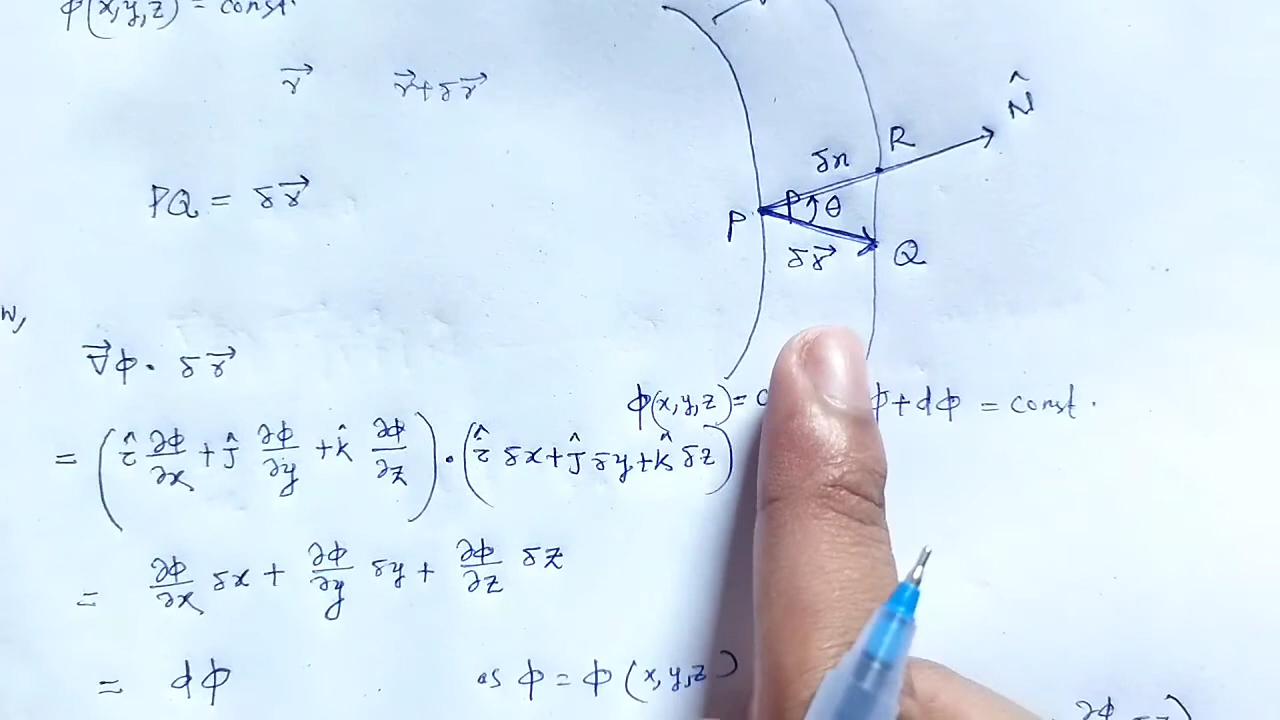 ϕ(x,y,z) = const.
r⃗ r⃗+δr⃗
N̂
R
δn
PQ = δr⃗
θ
P
δr⃗ Q
w,
∇⃗ϕ · δr⃗
ϕ(x,y,z)= ϕ+dϕ = const.
= (î ∂ϕ/∂x + ĵ ∂ϕ/∂y + k̂ ∂ϕ/∂z) · (î δx + ĵ δy + k̂ δz)
= ∂ϕ/∂x δx + ∂ϕ/∂y δy + ∂ϕ/∂z δz
= dϕ as ϕ = ϕ(x,y,z)